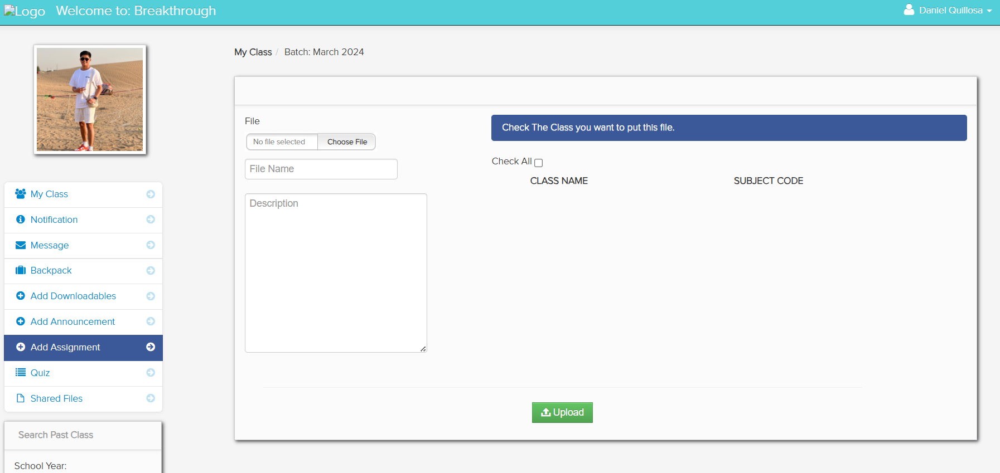 Logo Welcome to: Breakthrough
Daniel Quillosa
My Class / Batch: March 2024
File
No file selected Choose File
File Name
Description
Check The Class you want to put this file.
Check All
CLASS NAME SUBJECT CODE
Upload
My Class
Notification
Message
Backpack
Add Downloadables
Add Announcement
Add Assignment
Quiz
Shared Files
Search Past Class
School Year: